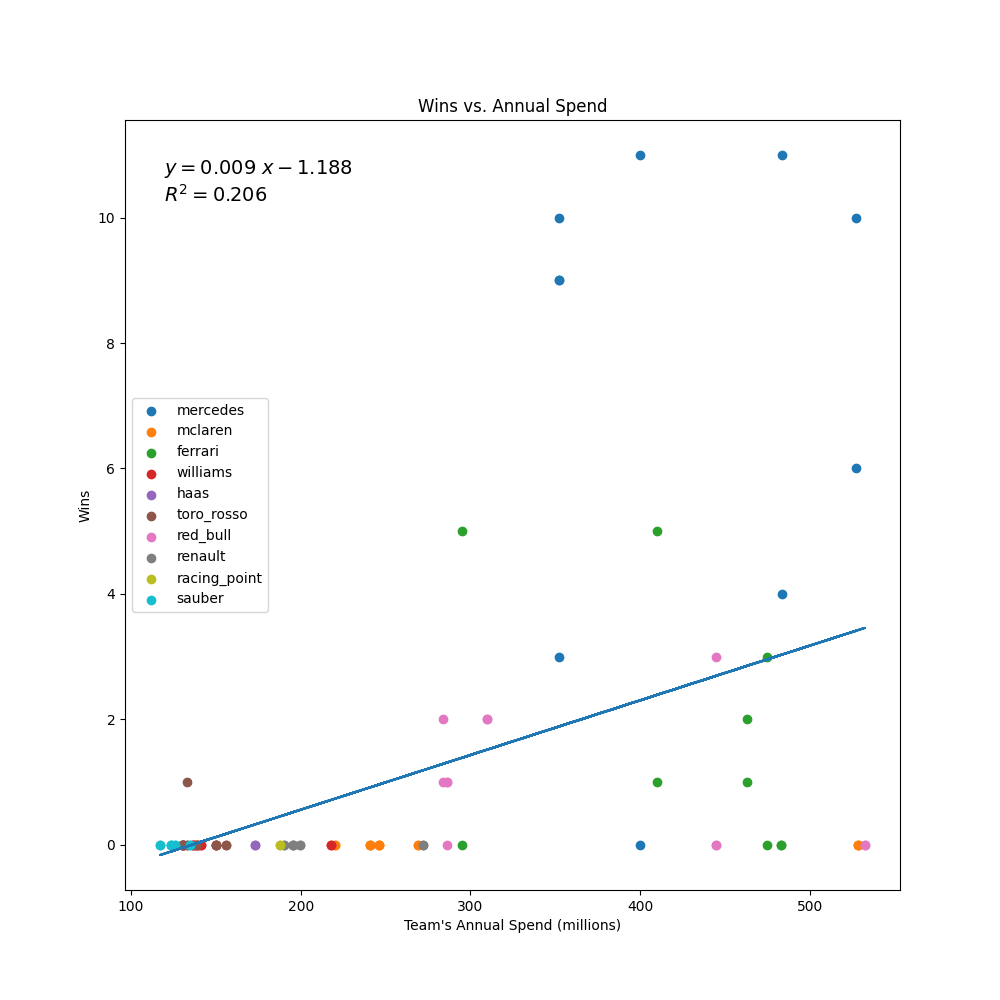 Wins vs. Annual Spend
y = 0.009 x − 1.188
R² = 0.206
10
8
6
4
2
0
Wins
mercedes
mclaren
ferrari
williams
haas
toro_rosso
red_bull
renault
racing_point
sauber
100 200 300 400 500
Team's Annual Spend (millions)